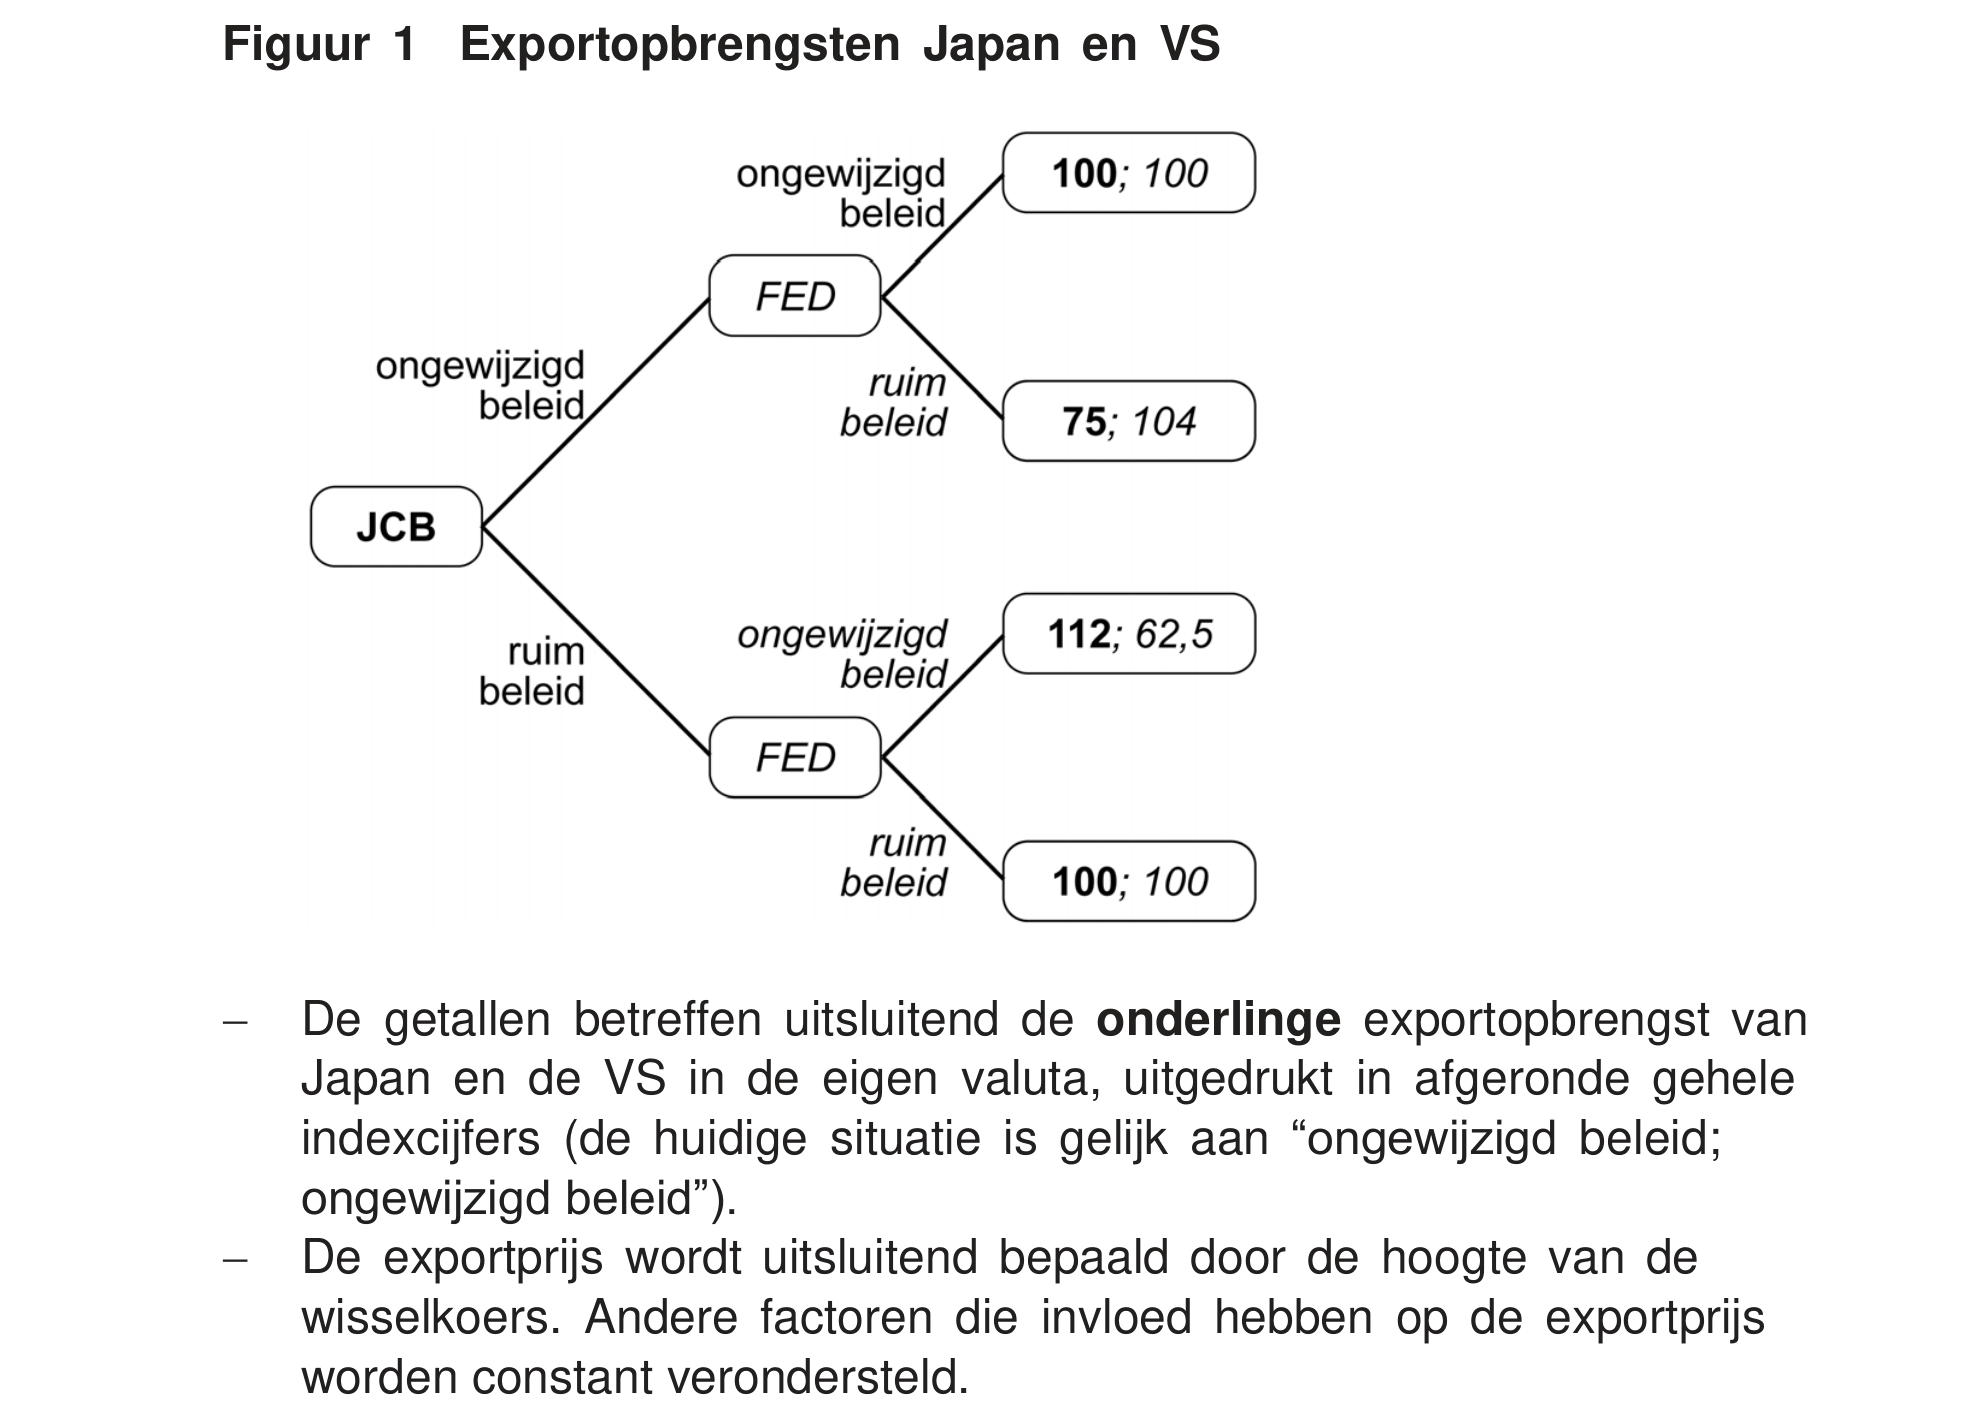 Figuur 1 Exportopbrengsten Japan en VS
ongewijzigd
beleid
100; 100
FED
ongewijzigd
beleid
ruim
beleid
75; 104
JCB
ruim
beleid
ongewijzigd
beleid
112; 62,5
FED
ruim
beleid
100; 100
– De getallen betreffen uitsluitend de onderlinge exportopbrengst van
Japan en de VS in de eigen valuta, uitgedrukt in afgeronde gehele
indexcijfers (de huidige situatie is gelijk aan “ongewijzigd beleid;
ongewijzigd beleid”).
– De exportprijs wordt uitsluitend bepaald door de hoogte van de
wisselkoers. Andere factoren die invloed hebben op de exportprijs
worden constant verondersteld.